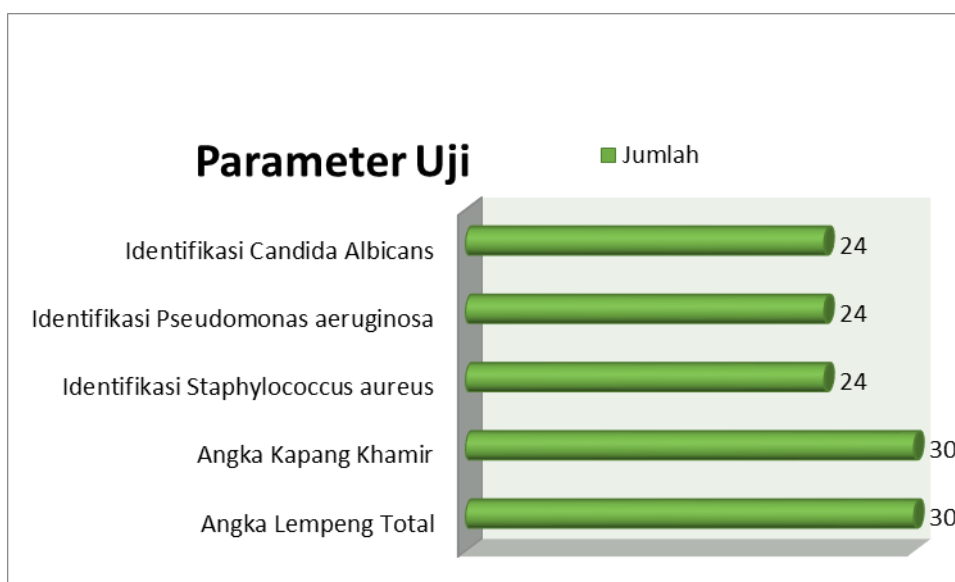 Parameter Uji
Jumlah
Identifikasi Candida Albicans
24
Identifikasi Pseudomonas aeruginosa
24
Identifikasi Staphylococcus aureus
24
Angka Kapang Khamir
30
Angka Lempeng Total
30